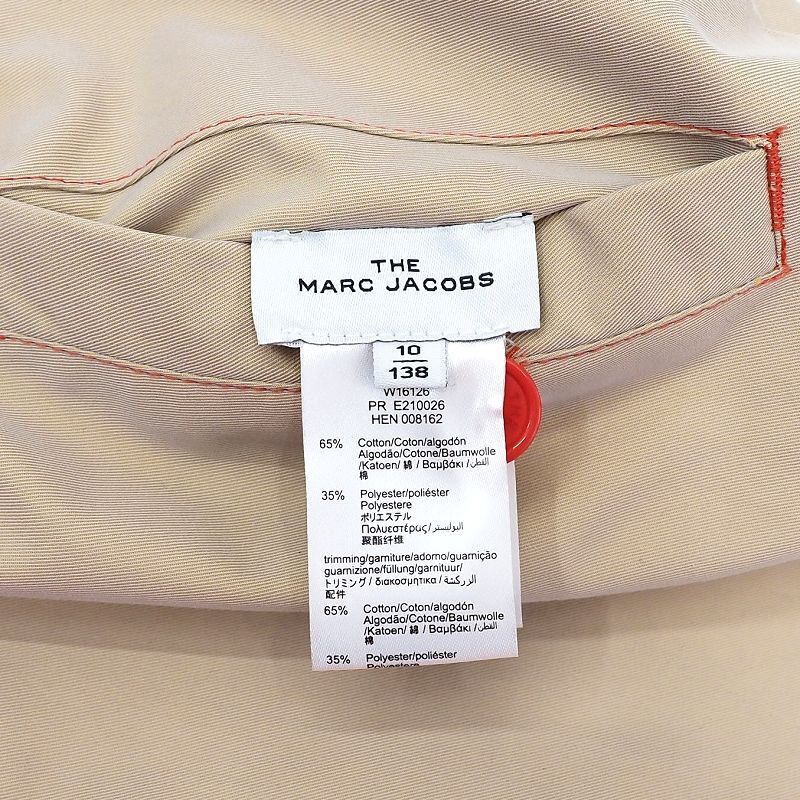 THE
MARC JACOBS
10
138
W16126
PR E210026
HEN 008162
65% Cotton/Coton/algodón
Algodão/Cotone/Baumwolle
/Katoen/ 綿 / Βαμβάκι /القطن
棉
35% Polyester/poliéster
Polyestere
ポリエステル
Πολυεστέρας/البوليستر
聚酯纤维
trimming/garniture/adorno/guarnição
guarnizione/füllung/garnituur/
トリミング / διακοσμητικα / الزركشة
配件
65% Cotton/Coton/algodón
Algodão/Cotone/Baumwolle
/Katoen/ 綿 / Βαμβάκι /القطن
棉
35% Polyester/poliéster
Polyestere